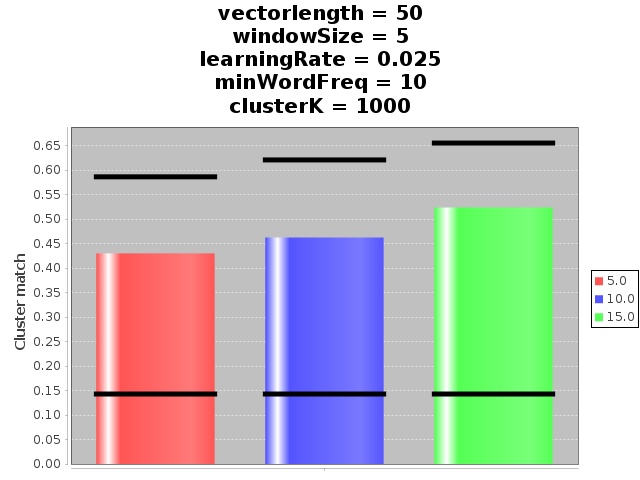 vectorlength = 50
windowSize = 5
learningRate = 0.025
minWordFreq = 10
clusterK = 1000
0.65
0.60
0.55
0.50
0.45
0.40
0.35
0.30
0.25
0.20
0.15
0.10
0.05
0.00
Cluster match
5.0
10.0
15.0